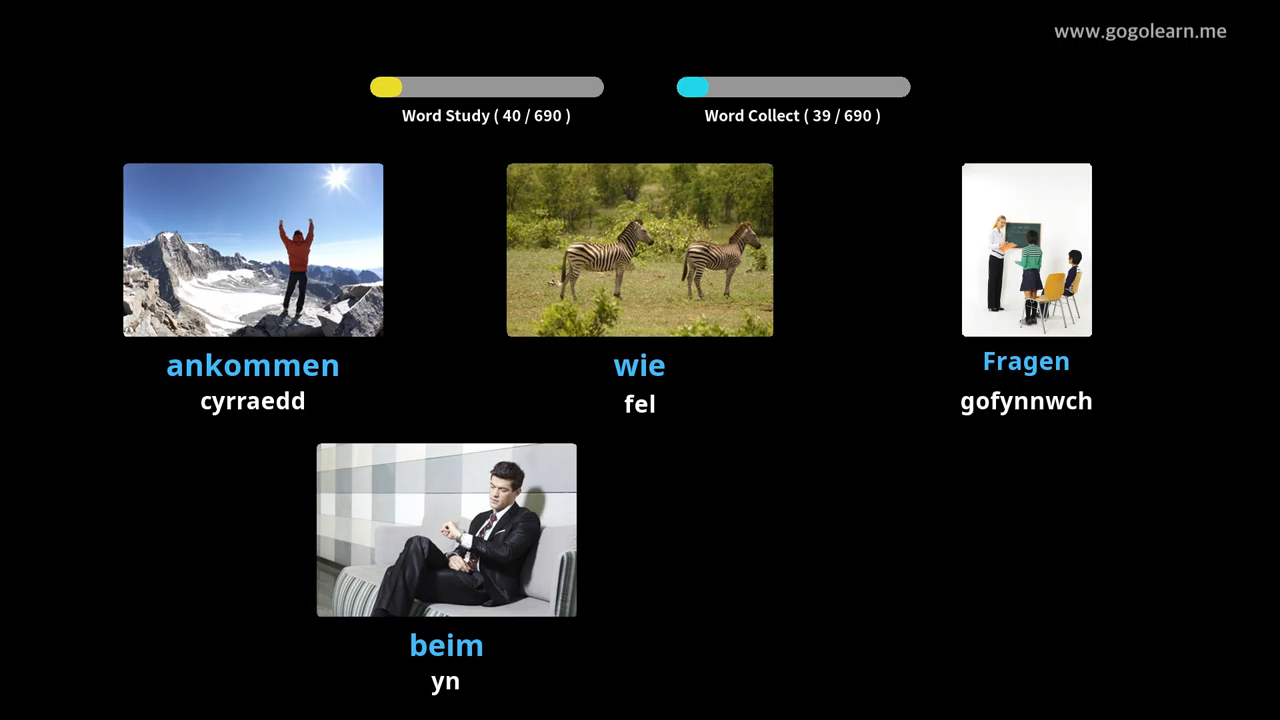 www.gogolearn.me
Word Study ( 40 / 690 )
Word Collect ( 39 / 690 )
ankommen
cyrraedd
wie
fel
Fragen
gofynnwch
beim
yn